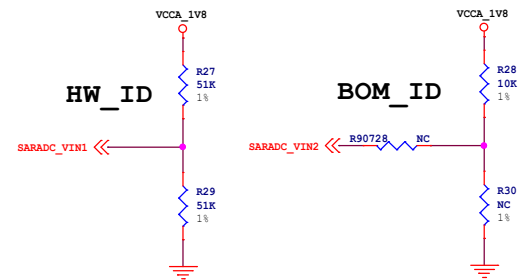 VCCA_1V8
R27
51K
1%
HW_ID
SARADC_VIN1
R29
51K
1%
VCCA_1V8
R28
10K
1%
BOM_ID
SARADC_VIN2
R90728 NC
R30
NC
1%